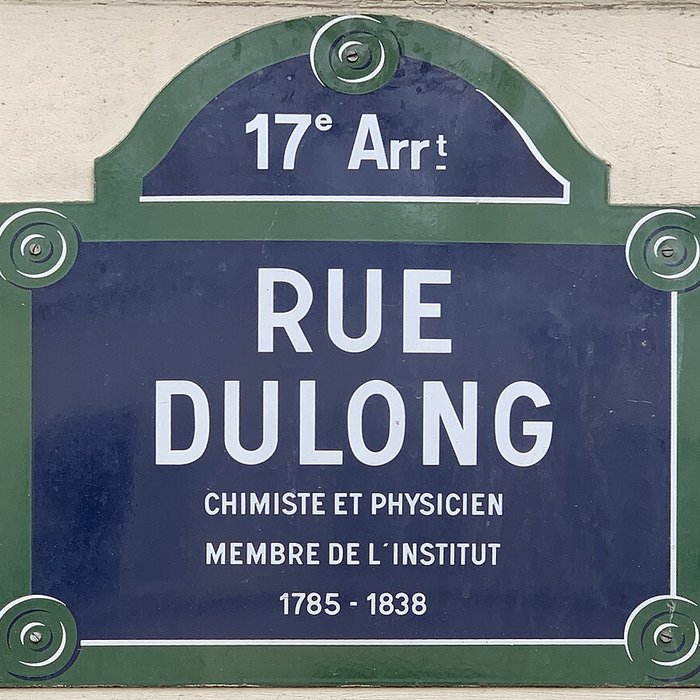 17e Arrt
RUE
DULONG
CHIMISTE ET PHYSICIEN
MEMBRE DE L'INSTITUT
1785 - 1838